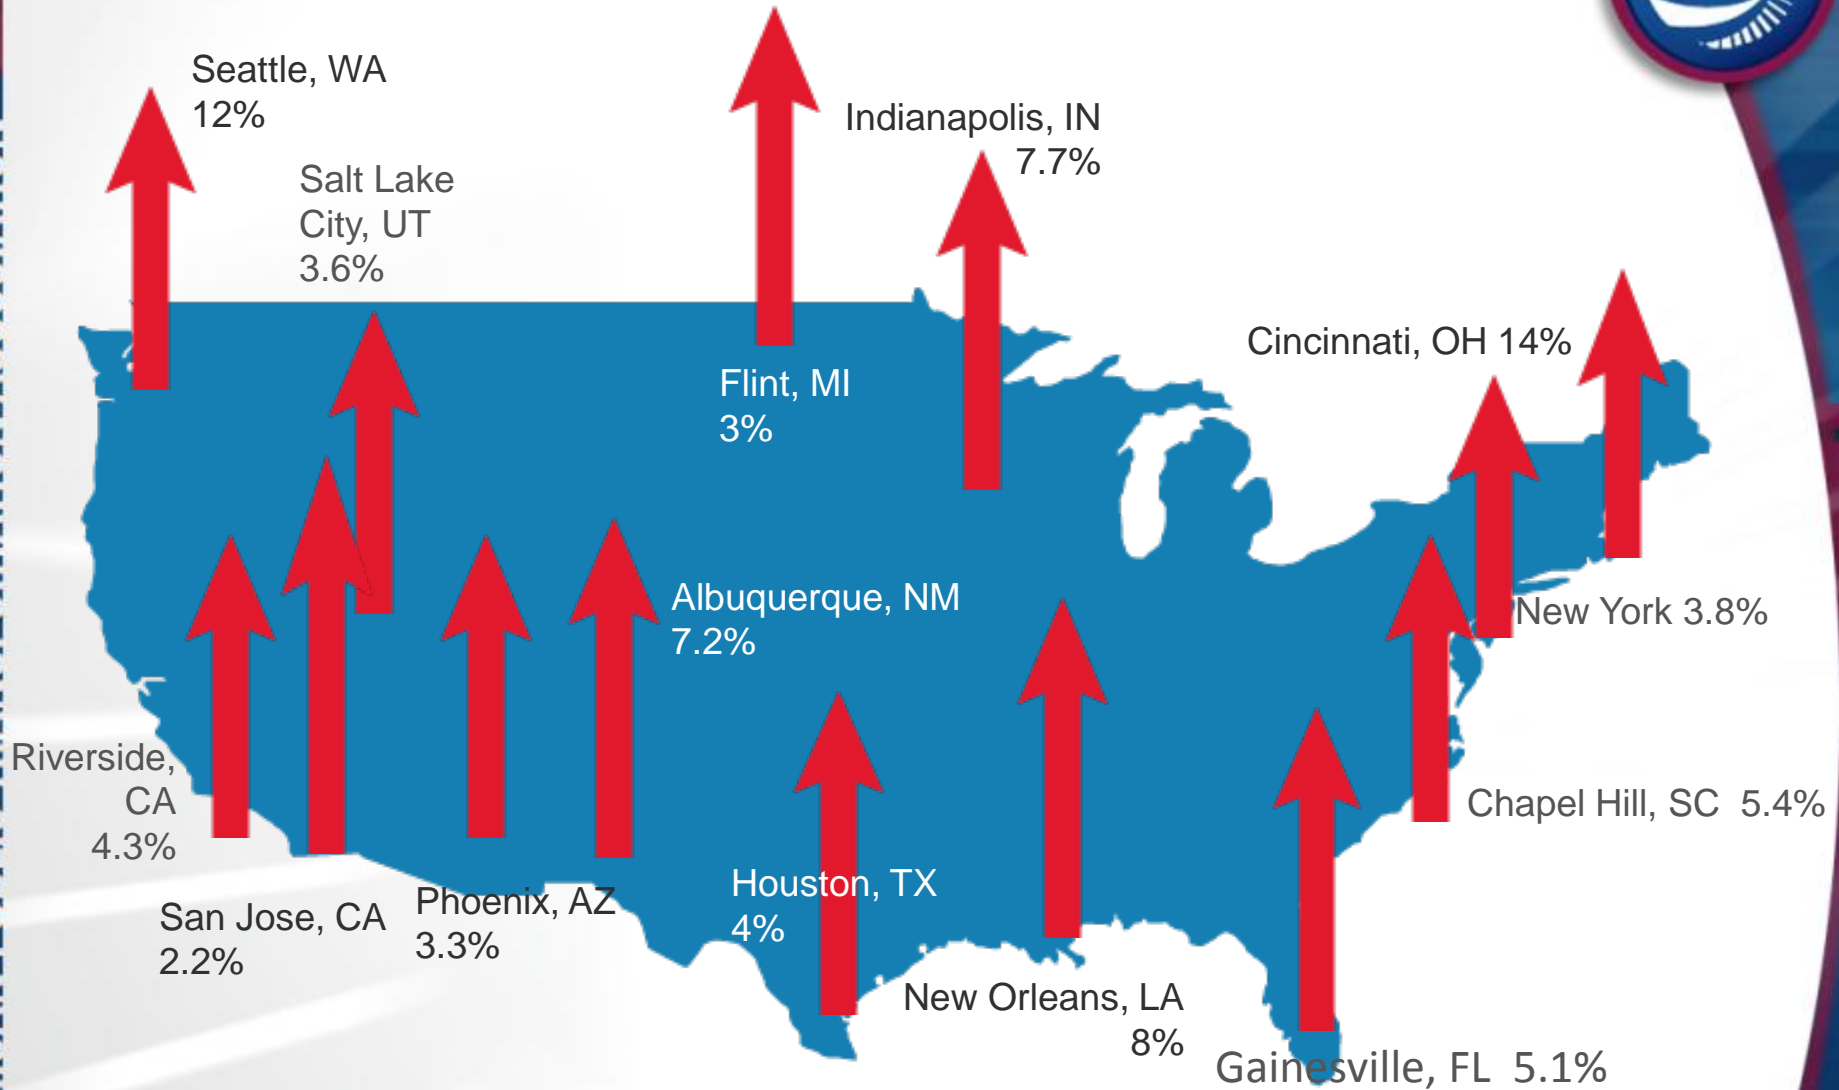 Seattle, WA
12%
Salt Lake
City, UT
3.6%
Indianapolis, IN
7.7%
Flint, MI
3%
Cincinnati, OH 14%
Albuquerque, NM
7.2%
New York 3.8%
Riverside,
CA
4.3%
San Jose, CA
2.2%
Phoenix, AZ
3.3%
Houston, TX
4%
Chapel Hill, SC  5.4%
New Orleans, LA
8%
Gainesville, FL  5.1%